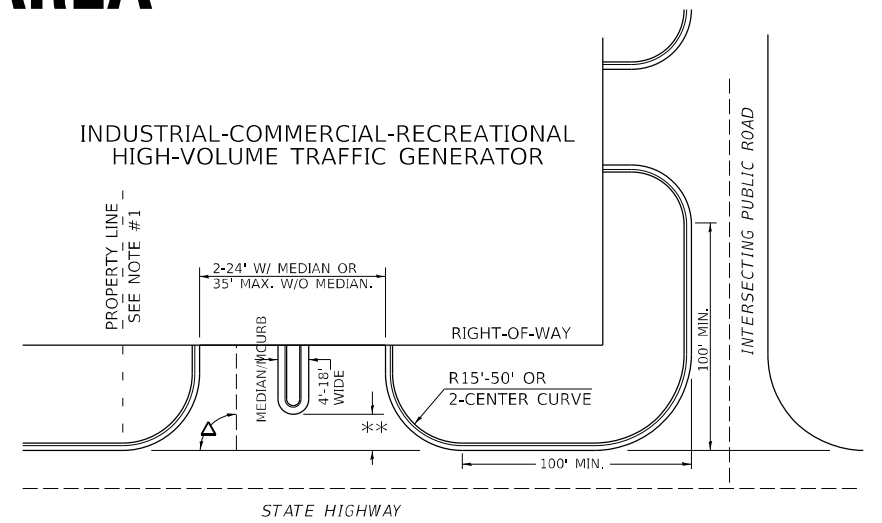 INDUSTRIAL-COMMERCIAL-RECREATIONAL
HIGH-VOLUME TRAFFIC GENERATOR
INTERSECTING PUBLIC ROAD
PROPERTY LINE
SEE NOTE #1
2-24' W/ MEDIAN OR
35' MAX. W/O MEDIAN.
RIGHT-OF-WAY
MEDIAN/MCURB
4'-18'
WIDE
R15'-50' OR
2-CENTER CURVE
100' MIN.
**
100' MIN.
STATE HIGHWAY